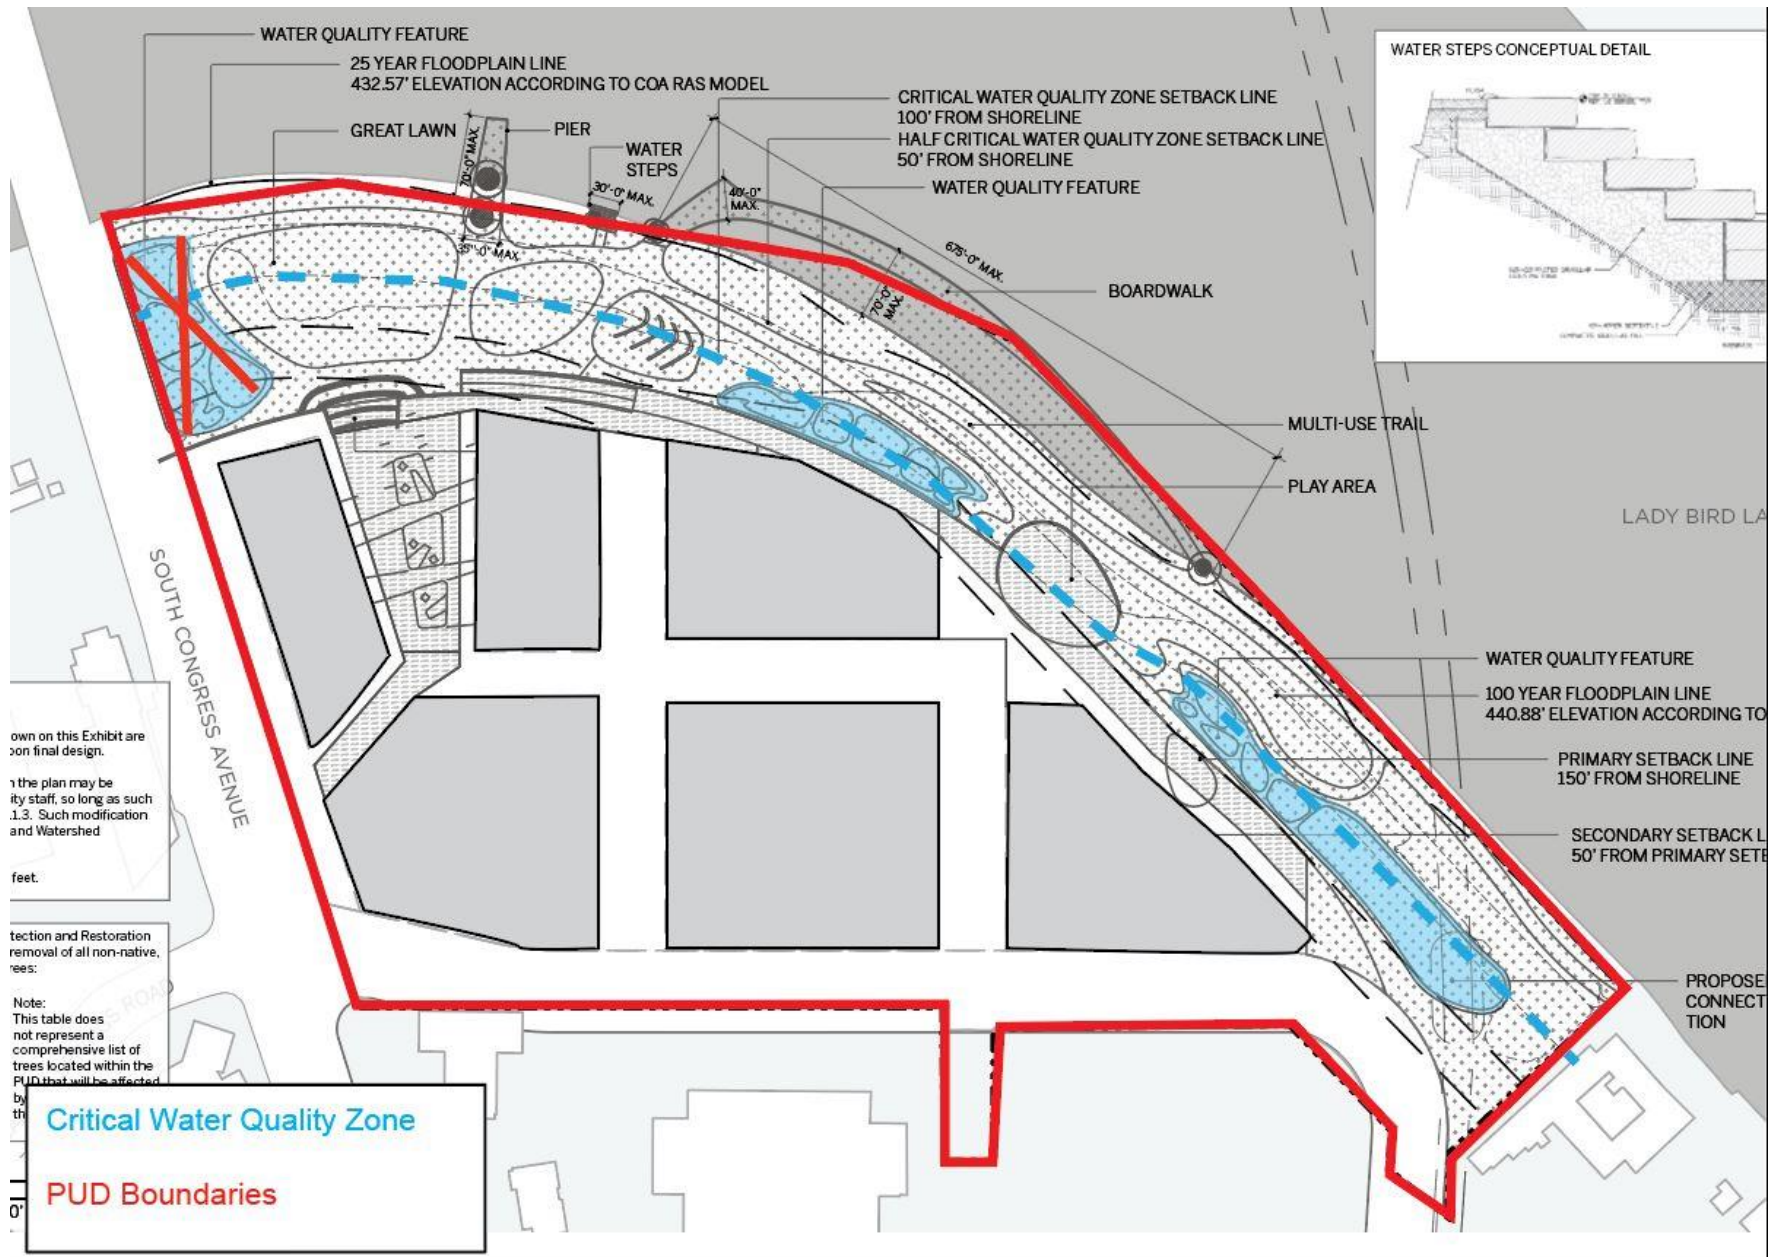 WATER QUALITY FEATURE
25 YEAR FLOODPLAIN LINE
432.57' ELEVATION ACCORDING TO COA RAS MODEL
GREAT LAWN
PIER
WATER
STEPS
70'-0" MAX.
30'-0" MAX.
35'-0" MAX.
CRITICAL WATER QUALITY ZONE SETBACK LINE
100' FROM SHORELINE
HALF CRITICAL WATER QUALITY ZONE SETBACK LINE
50' FROM SHORELINE
WATER QUALITY FEATURE
40'-0"
MAX.
675'-0" MAX.
70'-0"
MAX.
BOARDWALK
WATER STEPS CONCEPTUAL DETAIL
MULTI-USE TRAIL
PLAY AREA
LADY BIRD LA
WATER QUALITY FEATURE
100 YEAR FLOODPLAIN LINE
440.88' ELEVATION ACCORDING TO
PRIMARY SETBACK LINE
150' FROM SHORELINE
SECONDARY SETBACK L
50' FROM PRIMARY SETB
PROPOSE
CONNECT
TION
SOUTH CONGRESS AVENUE
own on this Exhibit are
pon final design.
n the plan may be
ity staff, so long as such
.1.3. Such modification
and Watershed
feet.
tection and Restoration
removal of all non-native,
rees:
ROAD
Note:
This table does
not represent a
comprehensive list of
trees located within the
PUD that will be affected
by
th
0'
Critical Water Quality Zone
PUD Boundaries